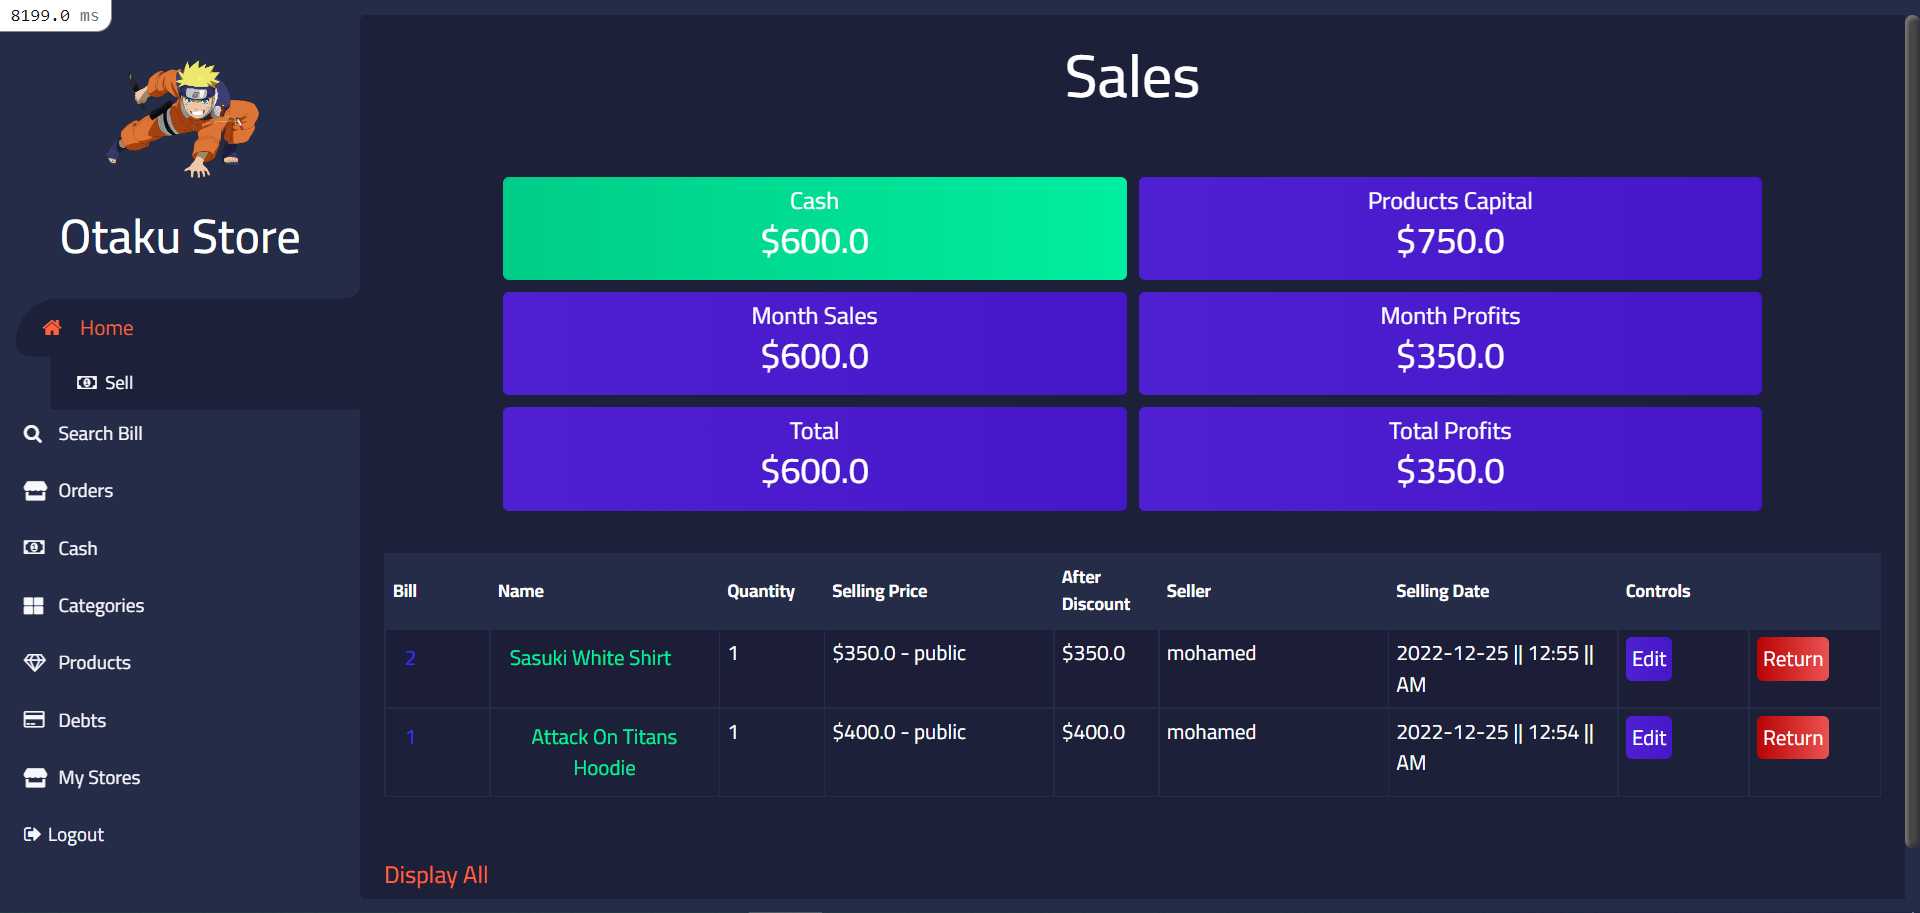 8199.0 ms
Otaku Store
Home
Sell
Search Bill
Orders
Cash
Categories
Products
Debts
My Stores
Logout
Sales
Cash
$600.0
Products Capital
$750.0
Month Sales
$600.0
Month Profits
$350.0
Total
$600.0
Total Profits
$350.0
Bill Name Quantity Selling Price After Discount Seller Selling Date Controls
2 Sasuki White Shirt 1 $350.0 - public $350.0 mohamed 2022-12-25 || 12:55 || Edit Return
AM
1 Attack On Titans 1 $400.0 - public $400.0 mohamed 2022-12-25 || 12:54 || Edit Return
Hoodie AM
Display All